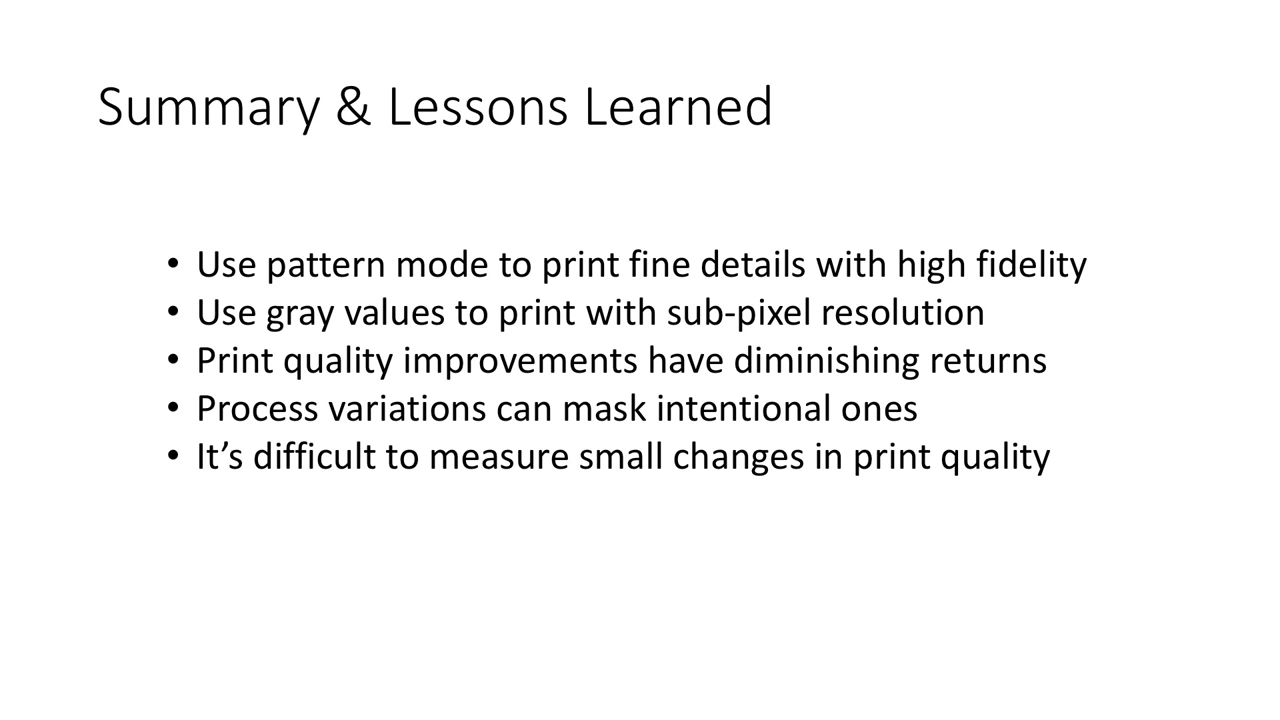 Summary & Lessons Learned
• Use pattern mode to print fine details with high fidelity
• Use gray values to print with sub-pixel resolution
• Print quality improvements have diminishing returns
• Process variations can mask intentional ones
• It’s difficult to measure small changes in print quality